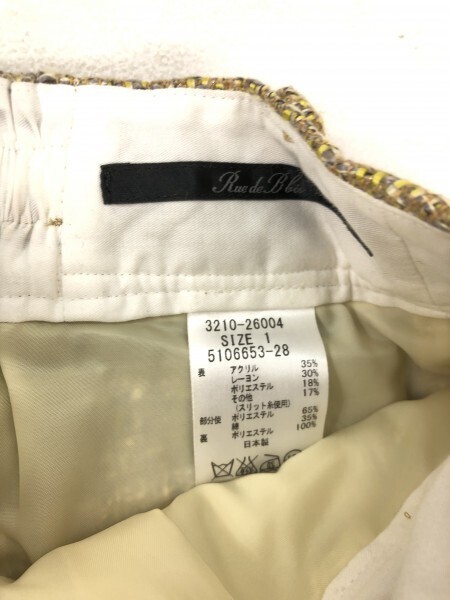 Rue de B
3210-26004
SIZE 1
5106653-28
表 アクリル 35%
レーヨン 30%
ポリエステル 18%
その他 17%
(スリット糸使用)
部分使 ポリエステル 65%
綿 35%
裏 ポリエステル 100%
日本製